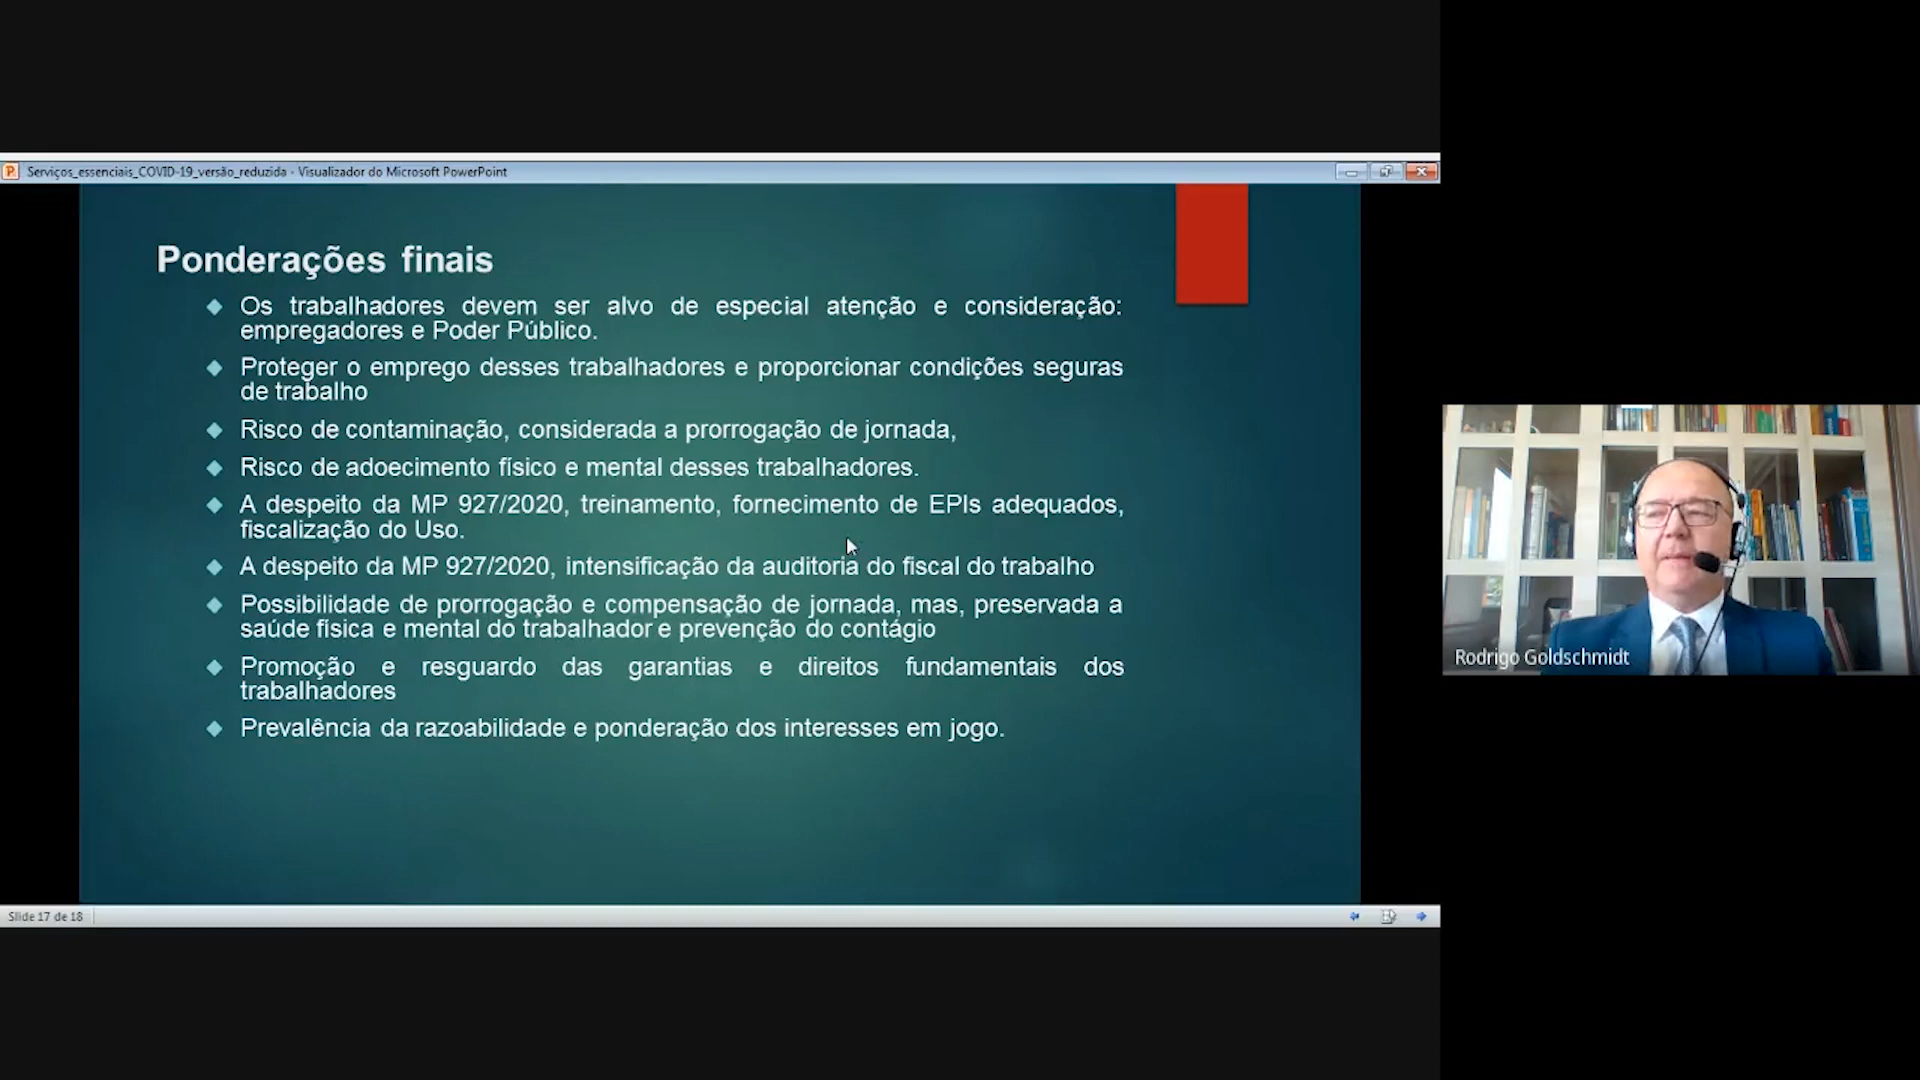 Serviços_essenciais_COVID-19_versão_reduzida - Visualizador do Microsoft PowerPoint
Ponderações finais
Os trabalhadores devem ser alvo de especial atenção e consideração:
empregadores e Poder Público.
Proteger o emprego desses trabalhadores e proporcionar condições seguras
de trabalho
Risco de contaminação, considerada a prorrogação de jornada,
Risco de adoecimento físico e mental desses trabalhadores.
A despeito da MP 927/2020, treinamento, fornecimento de EPIs adequados,
fiscalização do Uso.
A despeito da MP 927/2020, intensificação da auditoria do fiscal do trabalho
Possibilidade de prorrogação e compensação de jornada, mas, preservada a
saúde física e mental do trabalhador e prevenção do contágio
Promoção e resguardo das garantias e direitos fundamentais dos
trabalhadores
Prevalência da razoabilidade e ponderação dos interesses em jogo.
Slide 17 de 18
Rodrigo Goldschmidt